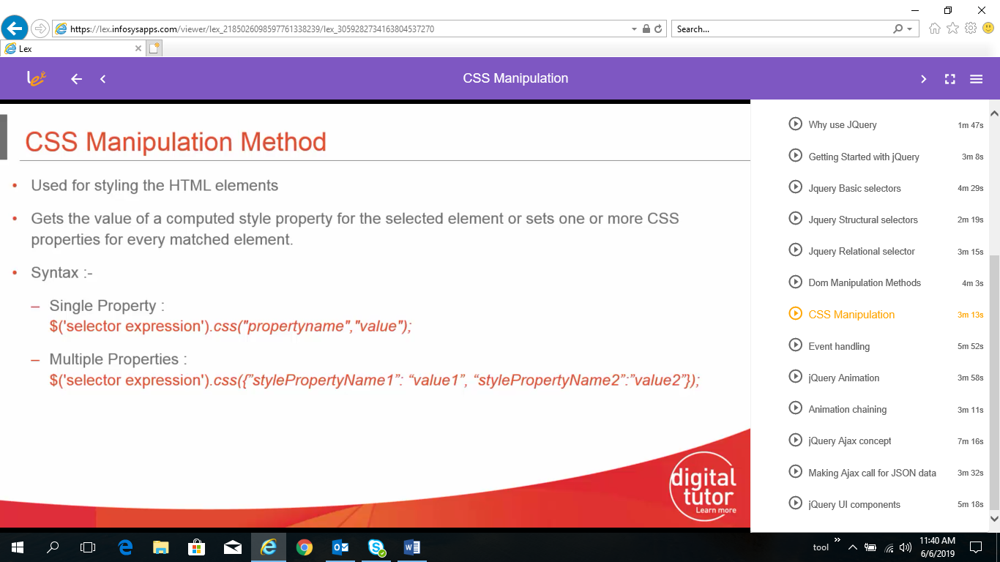 https://lex.infosysapps.com/viewer/lex_2185026098597761338239/lex_3059282734163804537270
Search...
Lex
lex
CSS Manipulation
CSS Manipulation Method
• Used for styling the HTML elements
• Gets the value of a computed style property for the selected element or sets one or more CSS
properties for every matched element.
• Syntax :-
– Single Property :
$('selector expression').css("propertyname","value");
– Multiple Properties :
$('selector expression').css({”stylePropertyName1”: “value1”, “stylePropertyName2”:”value2”});
digital
tutor
Learn more
Why use JQuery 1m 47s
Getting Started with jQuery 3m 8s
Jquery Basic selectors 4m 29s
Jquery Structural selectors 2m 19s
Jquery Relational selector 3m 15s
Dom Manipulation Methods 4m 3s
CSS Manipulation 3m 13s
Event handling 5m 52s
jQuery Animation 3m 58s
Animation chaining 3m 11s
jQuery Ajax concept 7m 16s
Making Ajax call for JSON data 3m 32s
jQuery UI components 5m 18s
tool
11:40 AM
6/6/2019